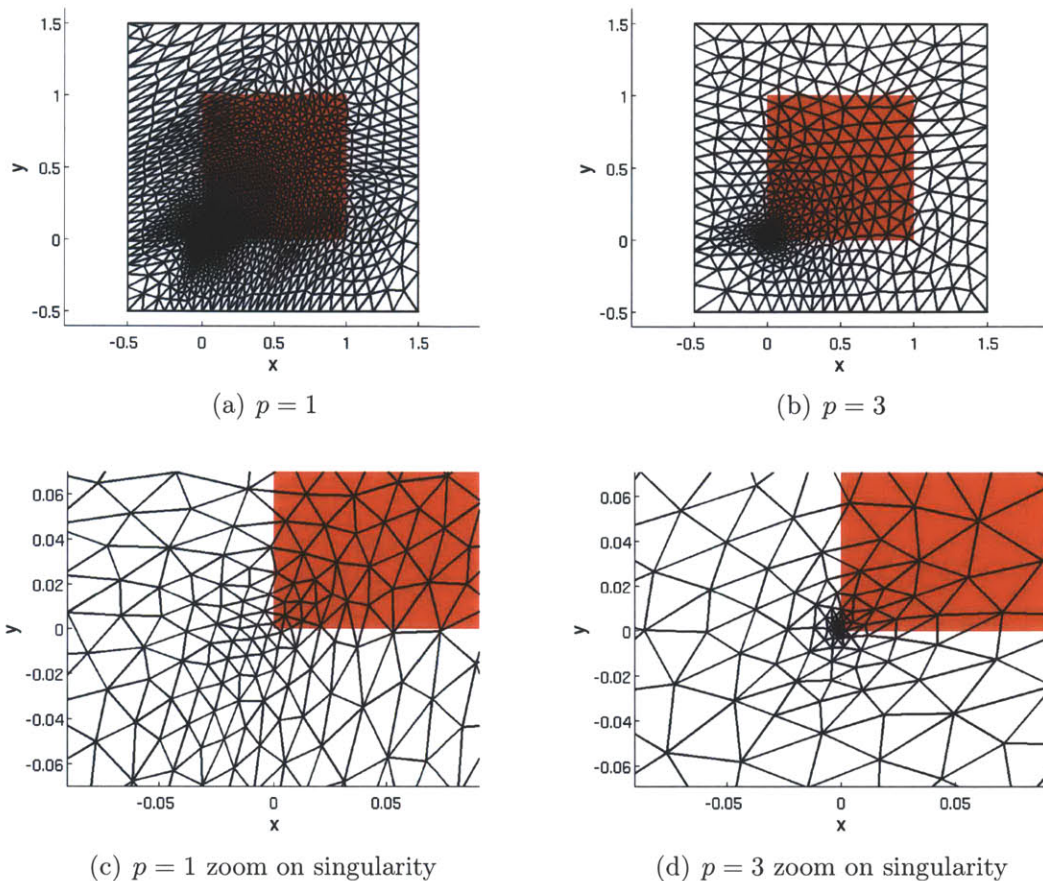 1.5
1
0.5
0
-0.5
y
-0.5 0 0.5 1 1.5
x
(a) p = 1
1.5
1
0.5
0
-0.5
y
-0.5 0 0.5 1 1.5
x
(b) p = 3
0.06
0.04
0.02
0
-0.02
-0.04
-0.06
y
-0.05 0 0.05
x
(c) p = 1 zoom on singularity
0.06
0.04
0.02
0
-0.02
-0.04
-0.06
y
-0.05 0 0.05
x
(d) p = 3 zoom on singularity